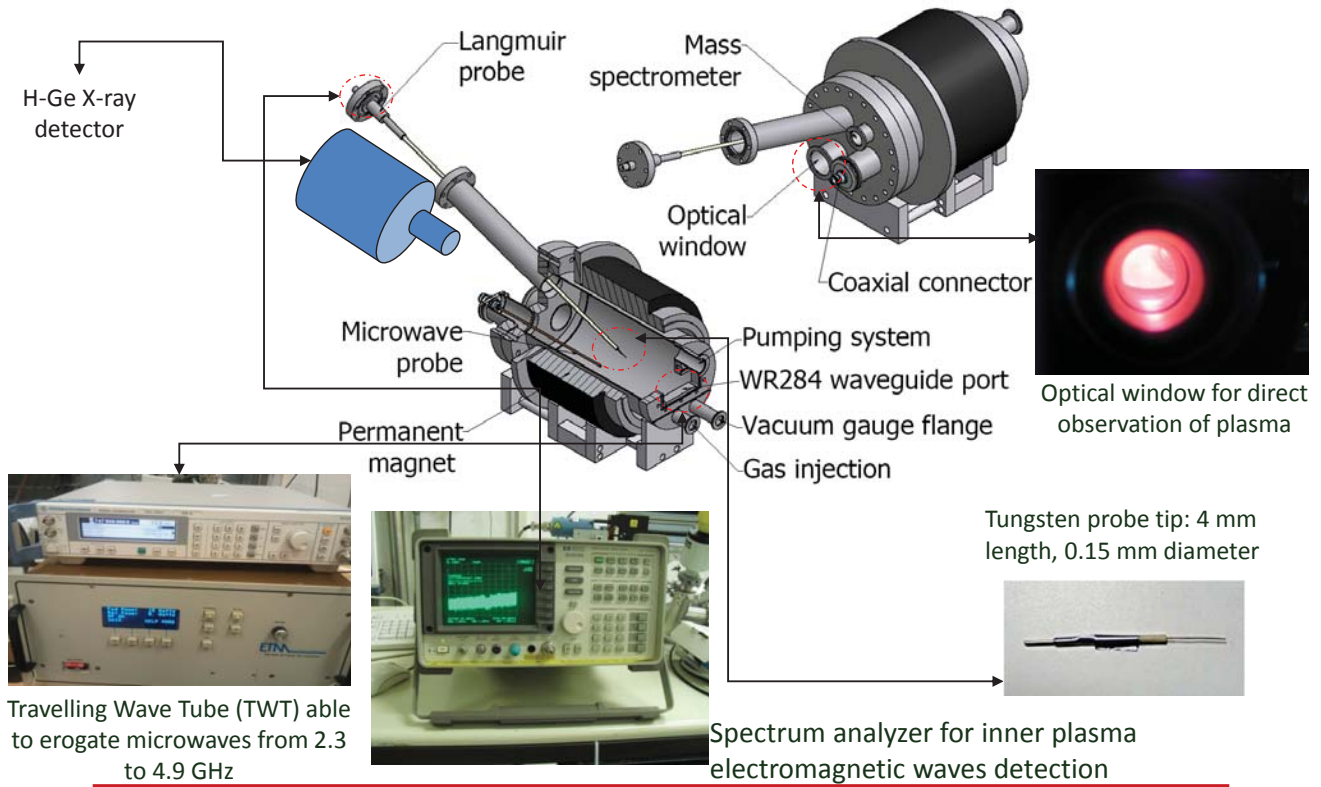 Langmuir
probe
Mass
spectrometer
H-Ge X-ray
detector
Optical
window
Coaxial connector
Microwave
probe
Pumping system
WR284 waveguide port
Vacuum gauge flange
Gas injection
Permanent
magnet
Optical window for direct
observation of plasma
Tungsten probe tip: 4 mm
length, 0.15 mm diameter
ETM
Travelling Wave Tube (TWT) able
to erogate microwaves from 2.3
to 4.9 GHz
Spectrum analyzer for inner plasma
electromagnetic waves detection